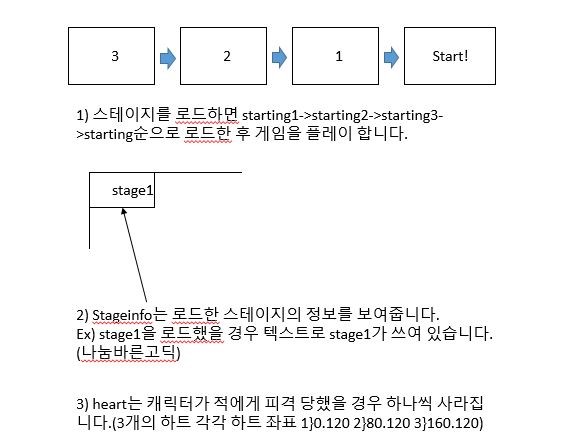 3
2
1
Start!
1) 스테이지를 로드하면 starting1->starting2->starting3-
>starting순으로 로드한 후 게임을 플레이 합니다.
stage1
2) Stageinfo는 로드한 스테이지의 정보를 보여줍니다.
Ex) stage1을 로드했을 경우 텍스트로 stage1가 쓰여 있습니다.
(나눔바른고딕)
3) heart는 캐릭터가 적에게 피격 당했을 경우 하나씩 사라집
니다.(3개의 하트 각각 하트 좌표 1}0.120 2}80.120 3}160.120)